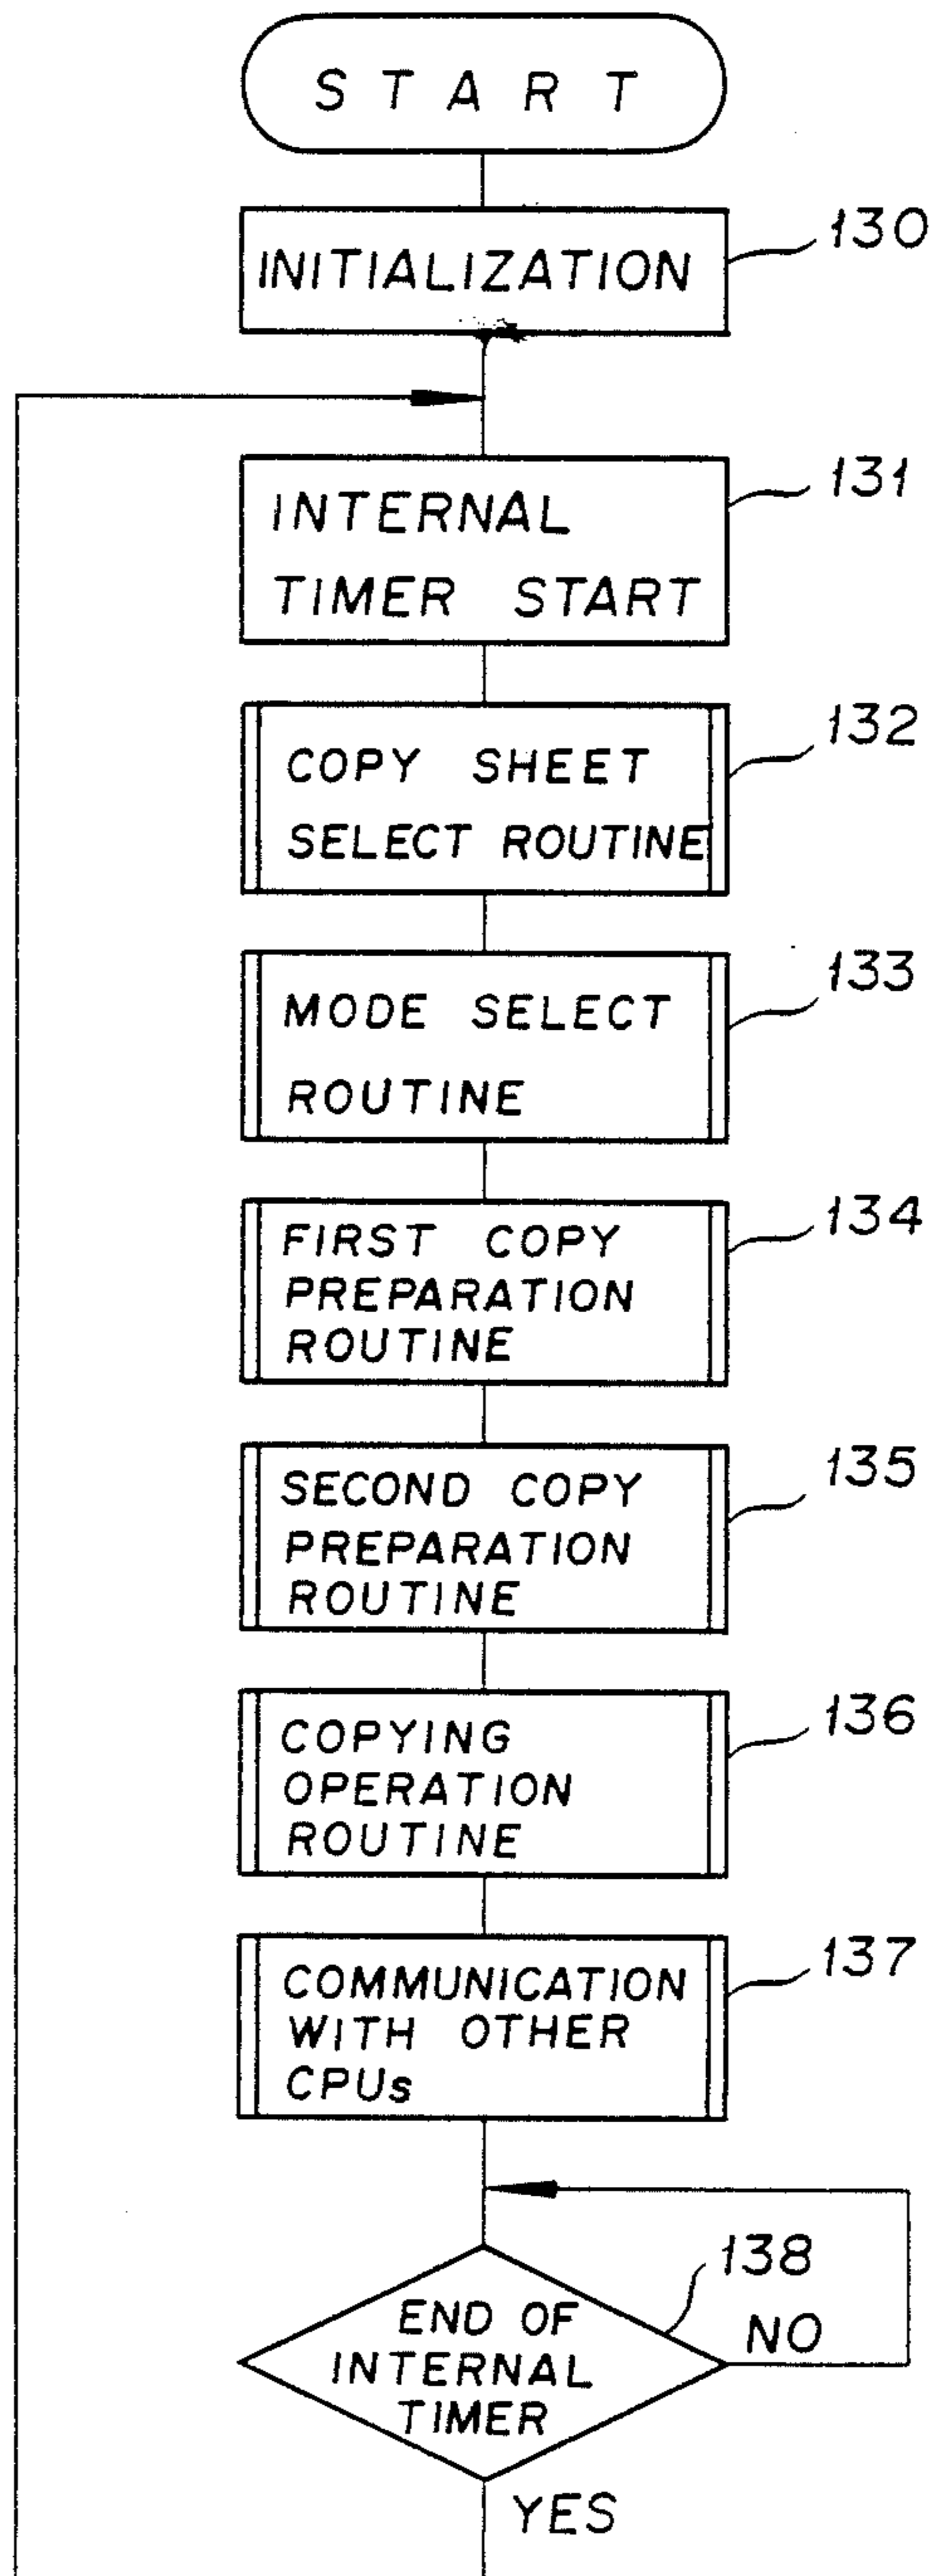 START
130
INITIALIZATION
131
INTERNAL
TIMER START
132
COPY SHEET
SELECT ROUTINE
133
MODE SELECT
ROUTINE
134
FIRST COPY
PREPARATION
ROUTINE
135
SECOND COPY
PREPARATION
ROUTINE
136
COPYING
OPERATION
ROUTINE
137
COMMUNICATION
WITH OTHER
CPUs
138
END OF
INTERNAL
TIMER
NO
YES